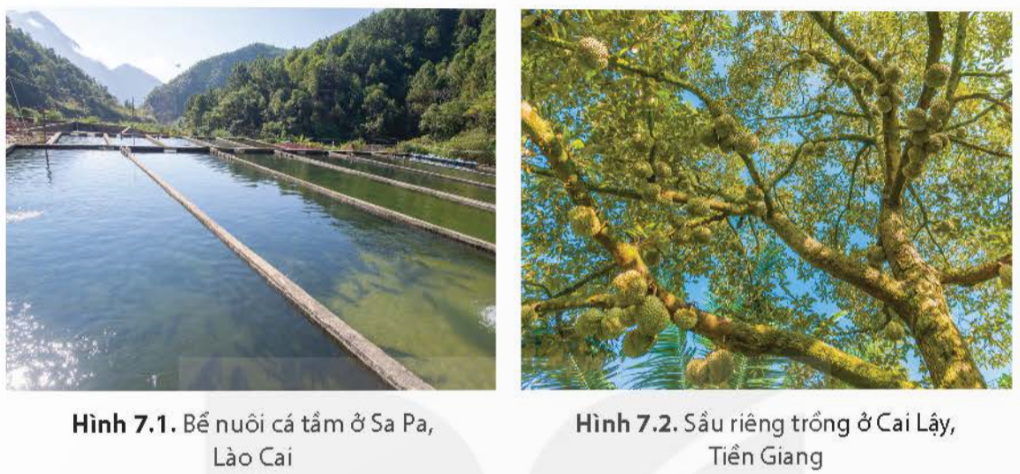 Hình 7.1. Bể nuôi cá tầm ở Sa Pa,
Lào Cai
Hình 7.2. Sầu riêng trồng ở Cai Lậy,
Tiền Giang